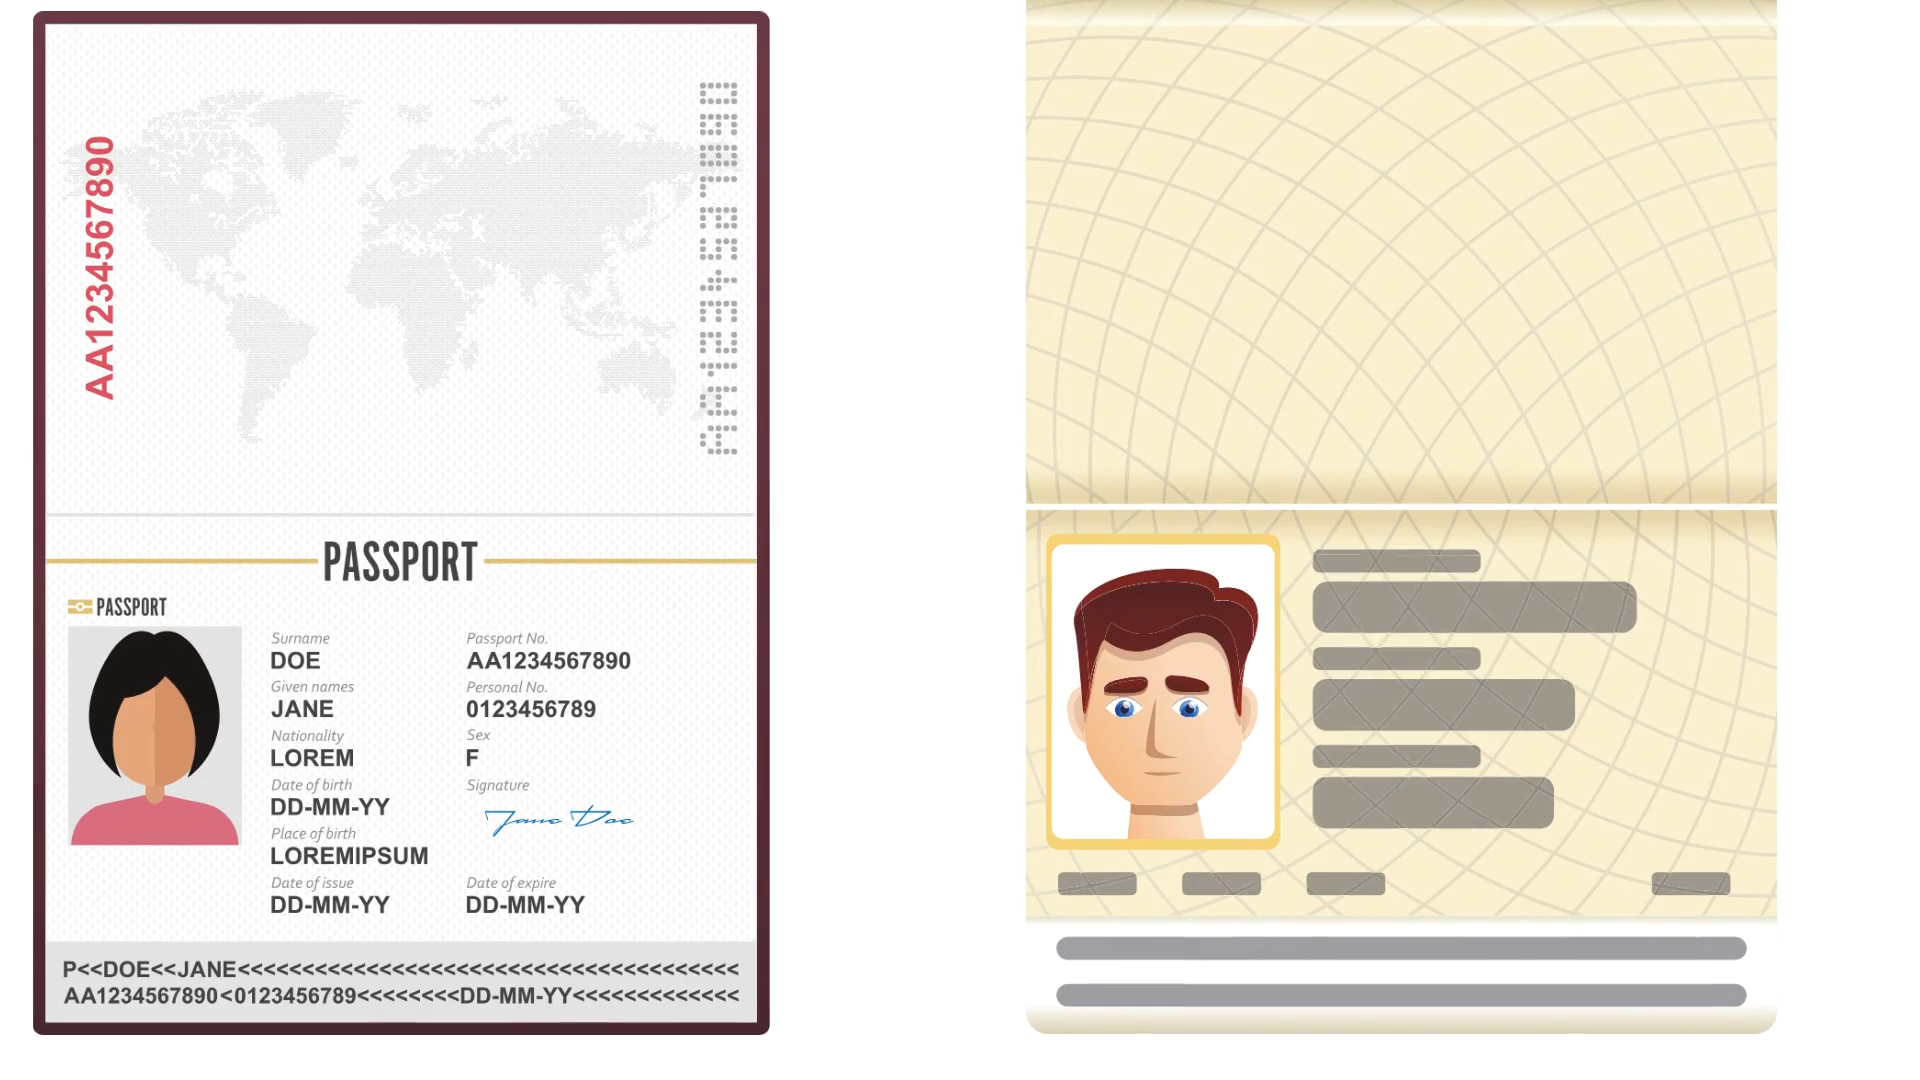 AA1234567890
AA1234567890
PASSPORT
PASSPORT
Surname
DOE
Given names
JANE
Nationality
LOREM
Date of birth
DD-MM-YY
Place of birth
LOREMIPSUM
Date of issue
DD-MM-YY
Passport No.
AA1234567890
Personal No.
0123456789
Sex
F
Signature
Jane Doe
Date of expire
DD-MM-YY
P<<DOE<<JANE<<<<<<<<<<<<<<<<<<<<<<<<<<<<<<<<<<<<<<<
AA1234567890<0123456789<<<<<<<<DD-MM-YY<<<<<<<<<<<<<